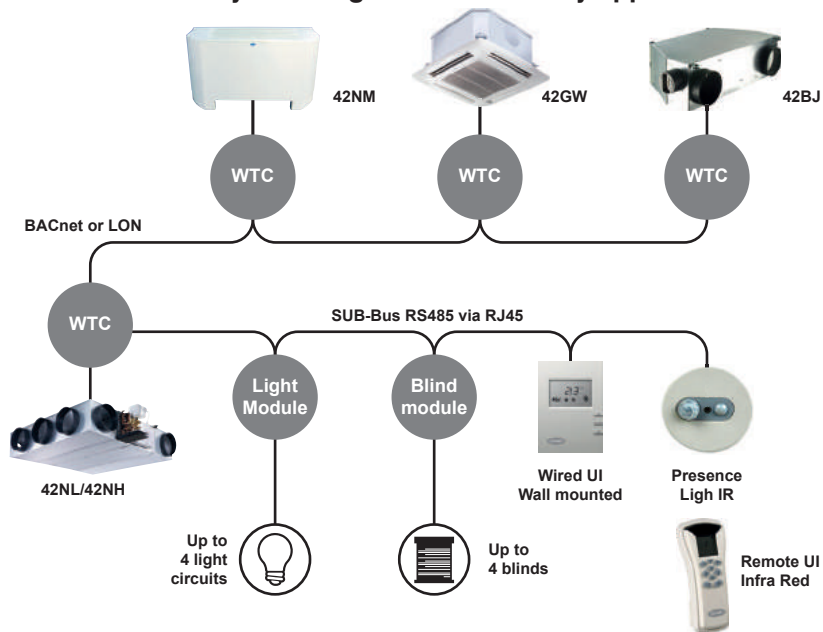 42NM
42GW
42BJ
WTC
WTC
WTC
BACnet or LON
WTC
SUB-Bus RS485 via RJ45
Light
Module
Blind
module
42NL/42NH
Wired UI
Wall mounted
Presence
Ligh IR
Up to
4 light
circuits
Up to
4 blinds
Remote UI
Infra Red